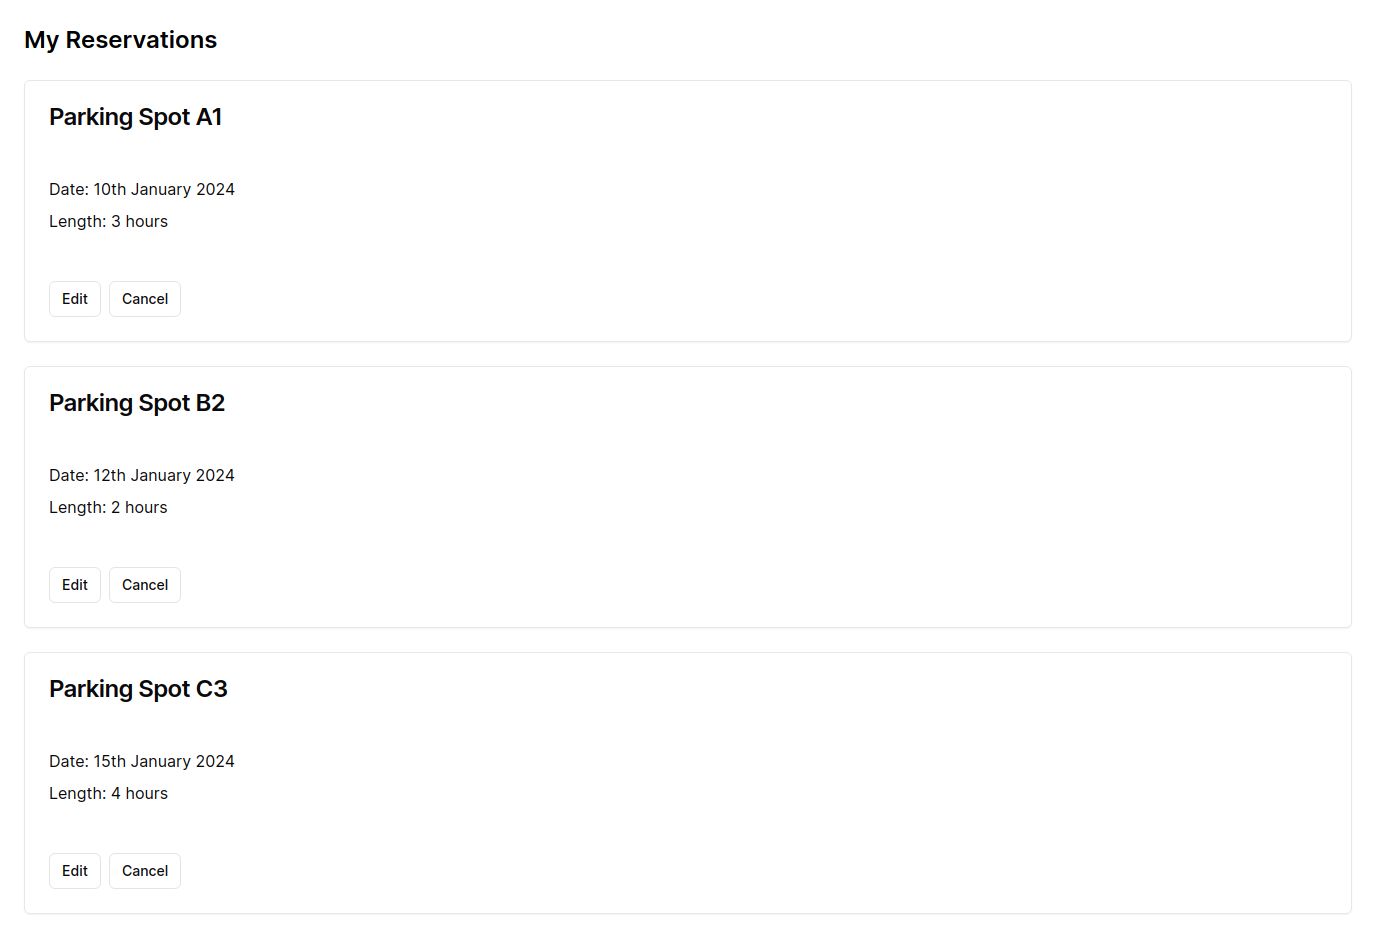 My Reservations
Parking Spot A1
Date: 10th January 2024
Length: 3 hours
Edit Cancel
Parking Spot B2
Date: 12th January 2024
Length: 2 hours
Edit Cancel
Parking Spot C3
Date: 15th January 2024
Length: 4 hours
Edit Cancel